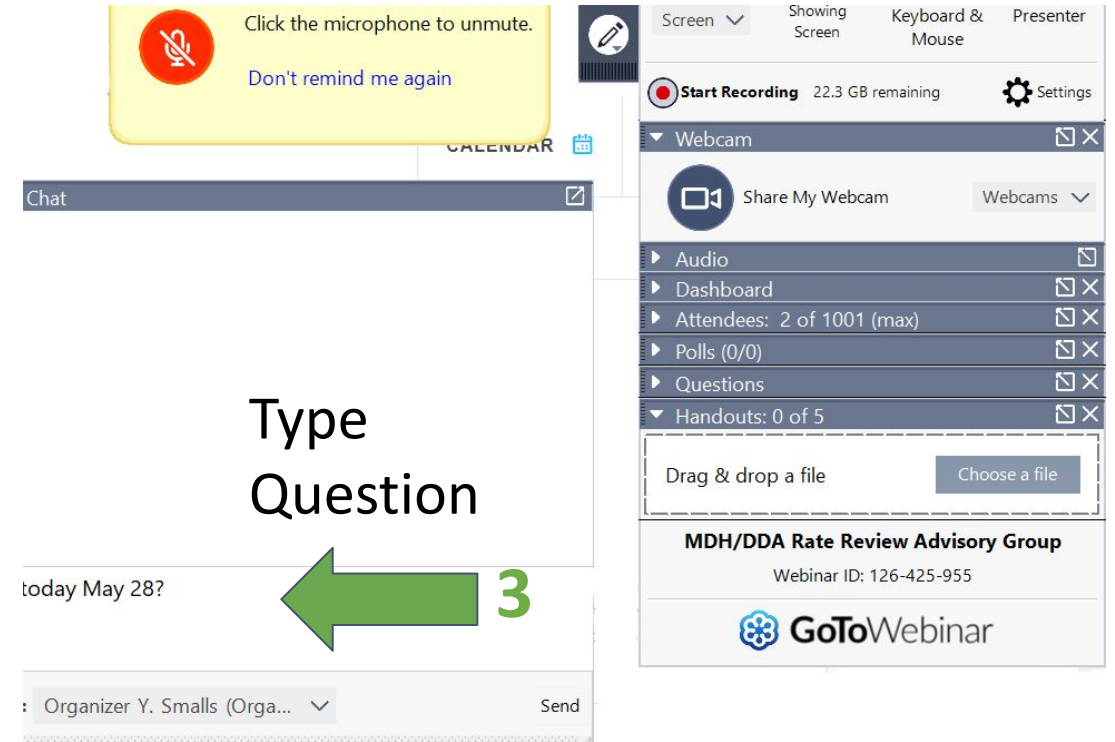 Click the microphone to unmute.
Don't remind me again
CALENDAR
Chat
Type
Question
today May 28?
3
: Organizer Y. Smalls (Orga...
Send
Screen
Showing
Screen
Keyboard &
Mouse
Presenter
Start Recording 22.3 GB remaining
Settings
Webcam
Share My Webcam
Webcams
Audio
Dashboard
Attendees: 2 of 1001 (max)
Polls (0/0)
Questions
Handouts: 0 of 5
Drag & drop a file
Choose a file
MDH/DDA Rate Review Advisory Group
Webinar ID: 126-425-955
GoToWebinar